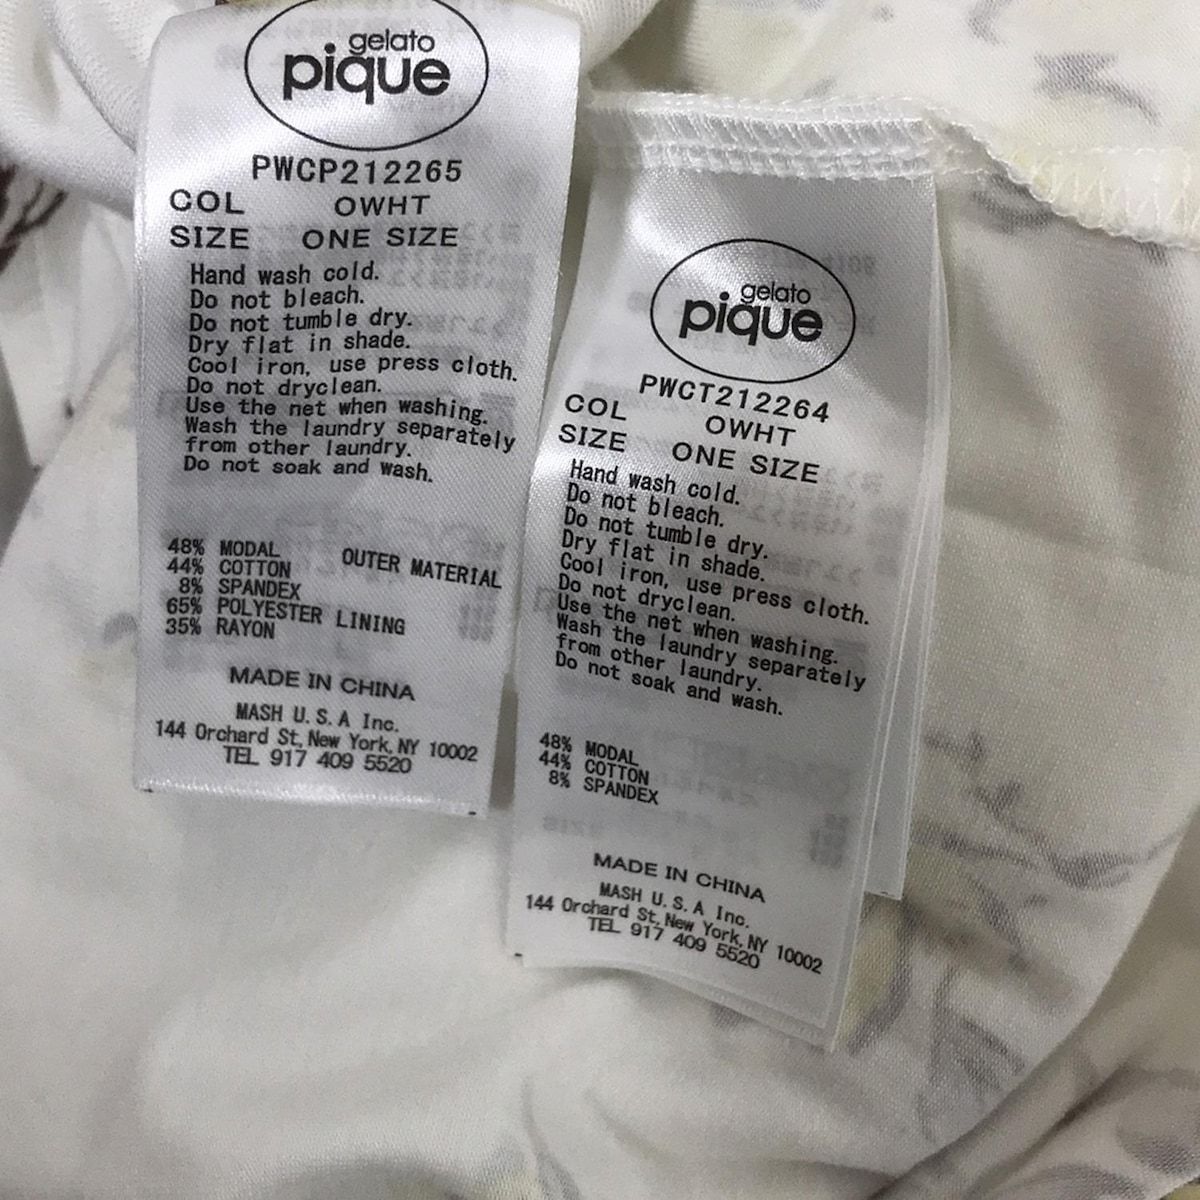 gelato
pique
PWCP212265
COL OWHT
SIZE ONE SIZE
Hand wash cold.
Do not bleach.
Do not tumble dry.
Dry flat in shade.
Cool iron, use press cloth.
Do not dryclean.
Use the net when washing.
Wash the laundry separately
from other laundry.
Do not soak and wash.
48% MODAL OUTER MATERIAL
44% COTTON
8% SPANDEX
65% POLYESTER LINING
35% RAYON
MADE IN CHINA
MASH U.S.A Inc.
144 Orchard St, New York, NY 10002
TEL 917 409 5520
gelato
pique
PWCT212264
COL OWHT
SIZE ONE SIZE
Hand wash cold.
Do not bleach.
Do not tumble dry.
Dry flat in shade.
Cool iron, use press cloth.
Do not dryclean.
Use the net when washing.
Wash the laundry separately
from other laundry.
Do not soak and wash.
48% MODAL
44% COTTON
8% SPANDEX
MADE IN CHINA
MASH U.S.A Inc.
144 Orchard St, New York, NY 10002
TEL 917 409 5520